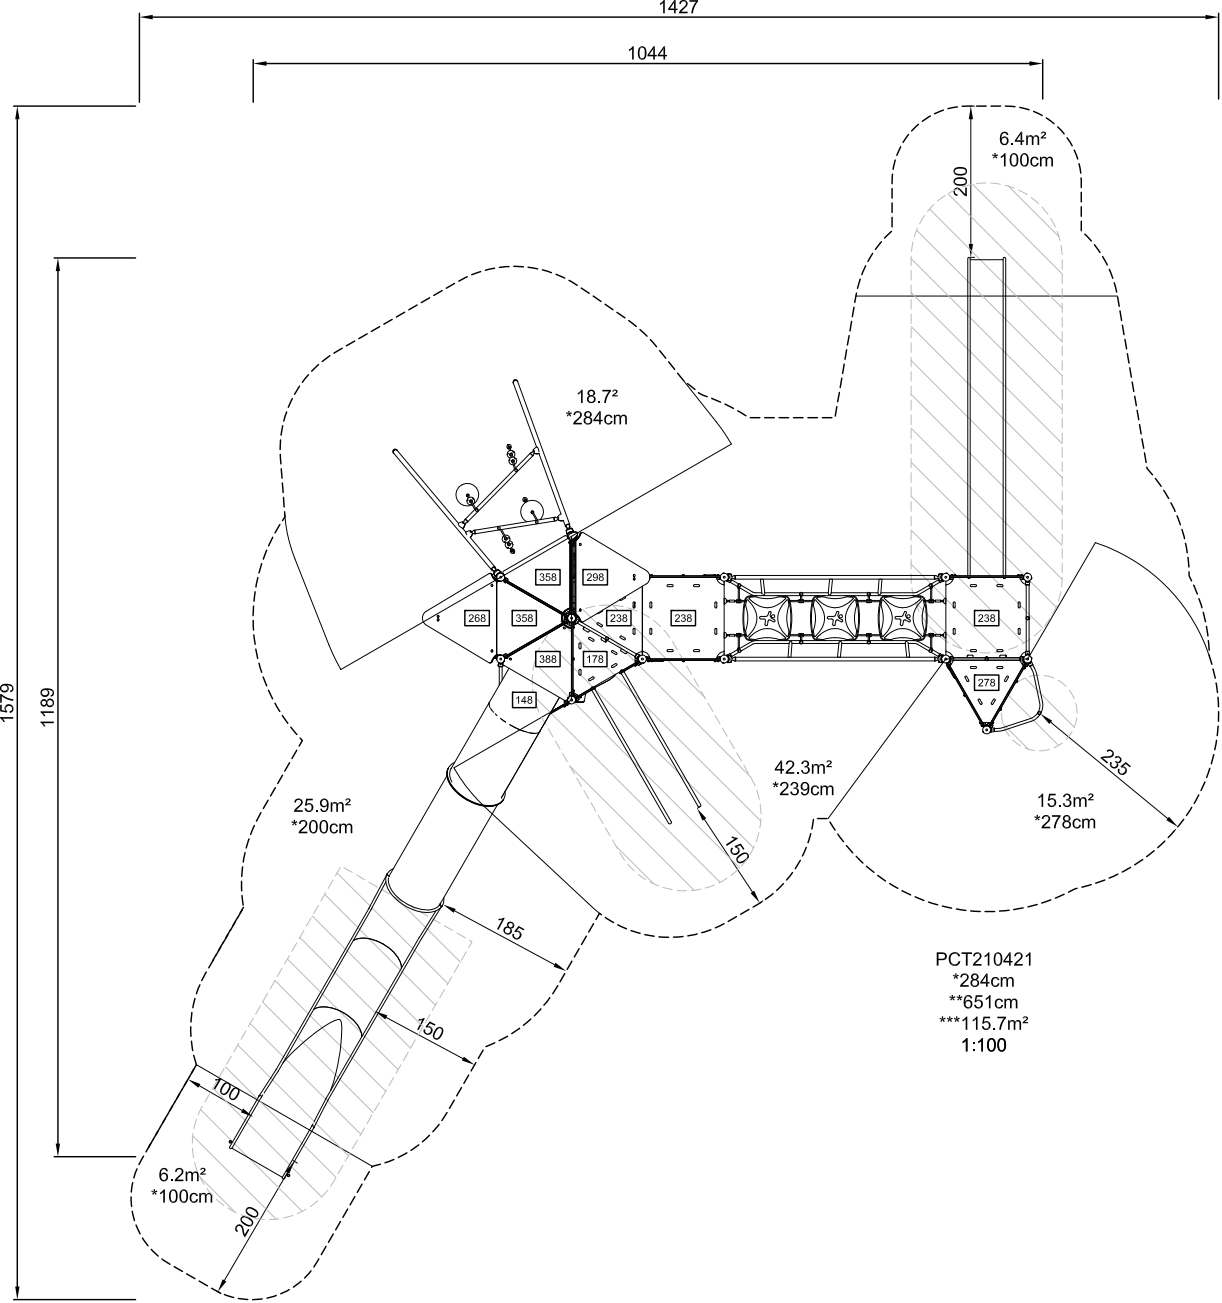 1427
1044
6.4m²
*100cm
200
1579
1189
18.7²
*284cm
358
298
268
358
238
238
238
388
178
278
148
235
42.3m²
*239cm
15.3m²
*278cm
25.9m²
*200cm
150
185
PCT210421
*284cm
**651cm
***115.7m²
1:100
150
100
6.2m²
*100cm
200